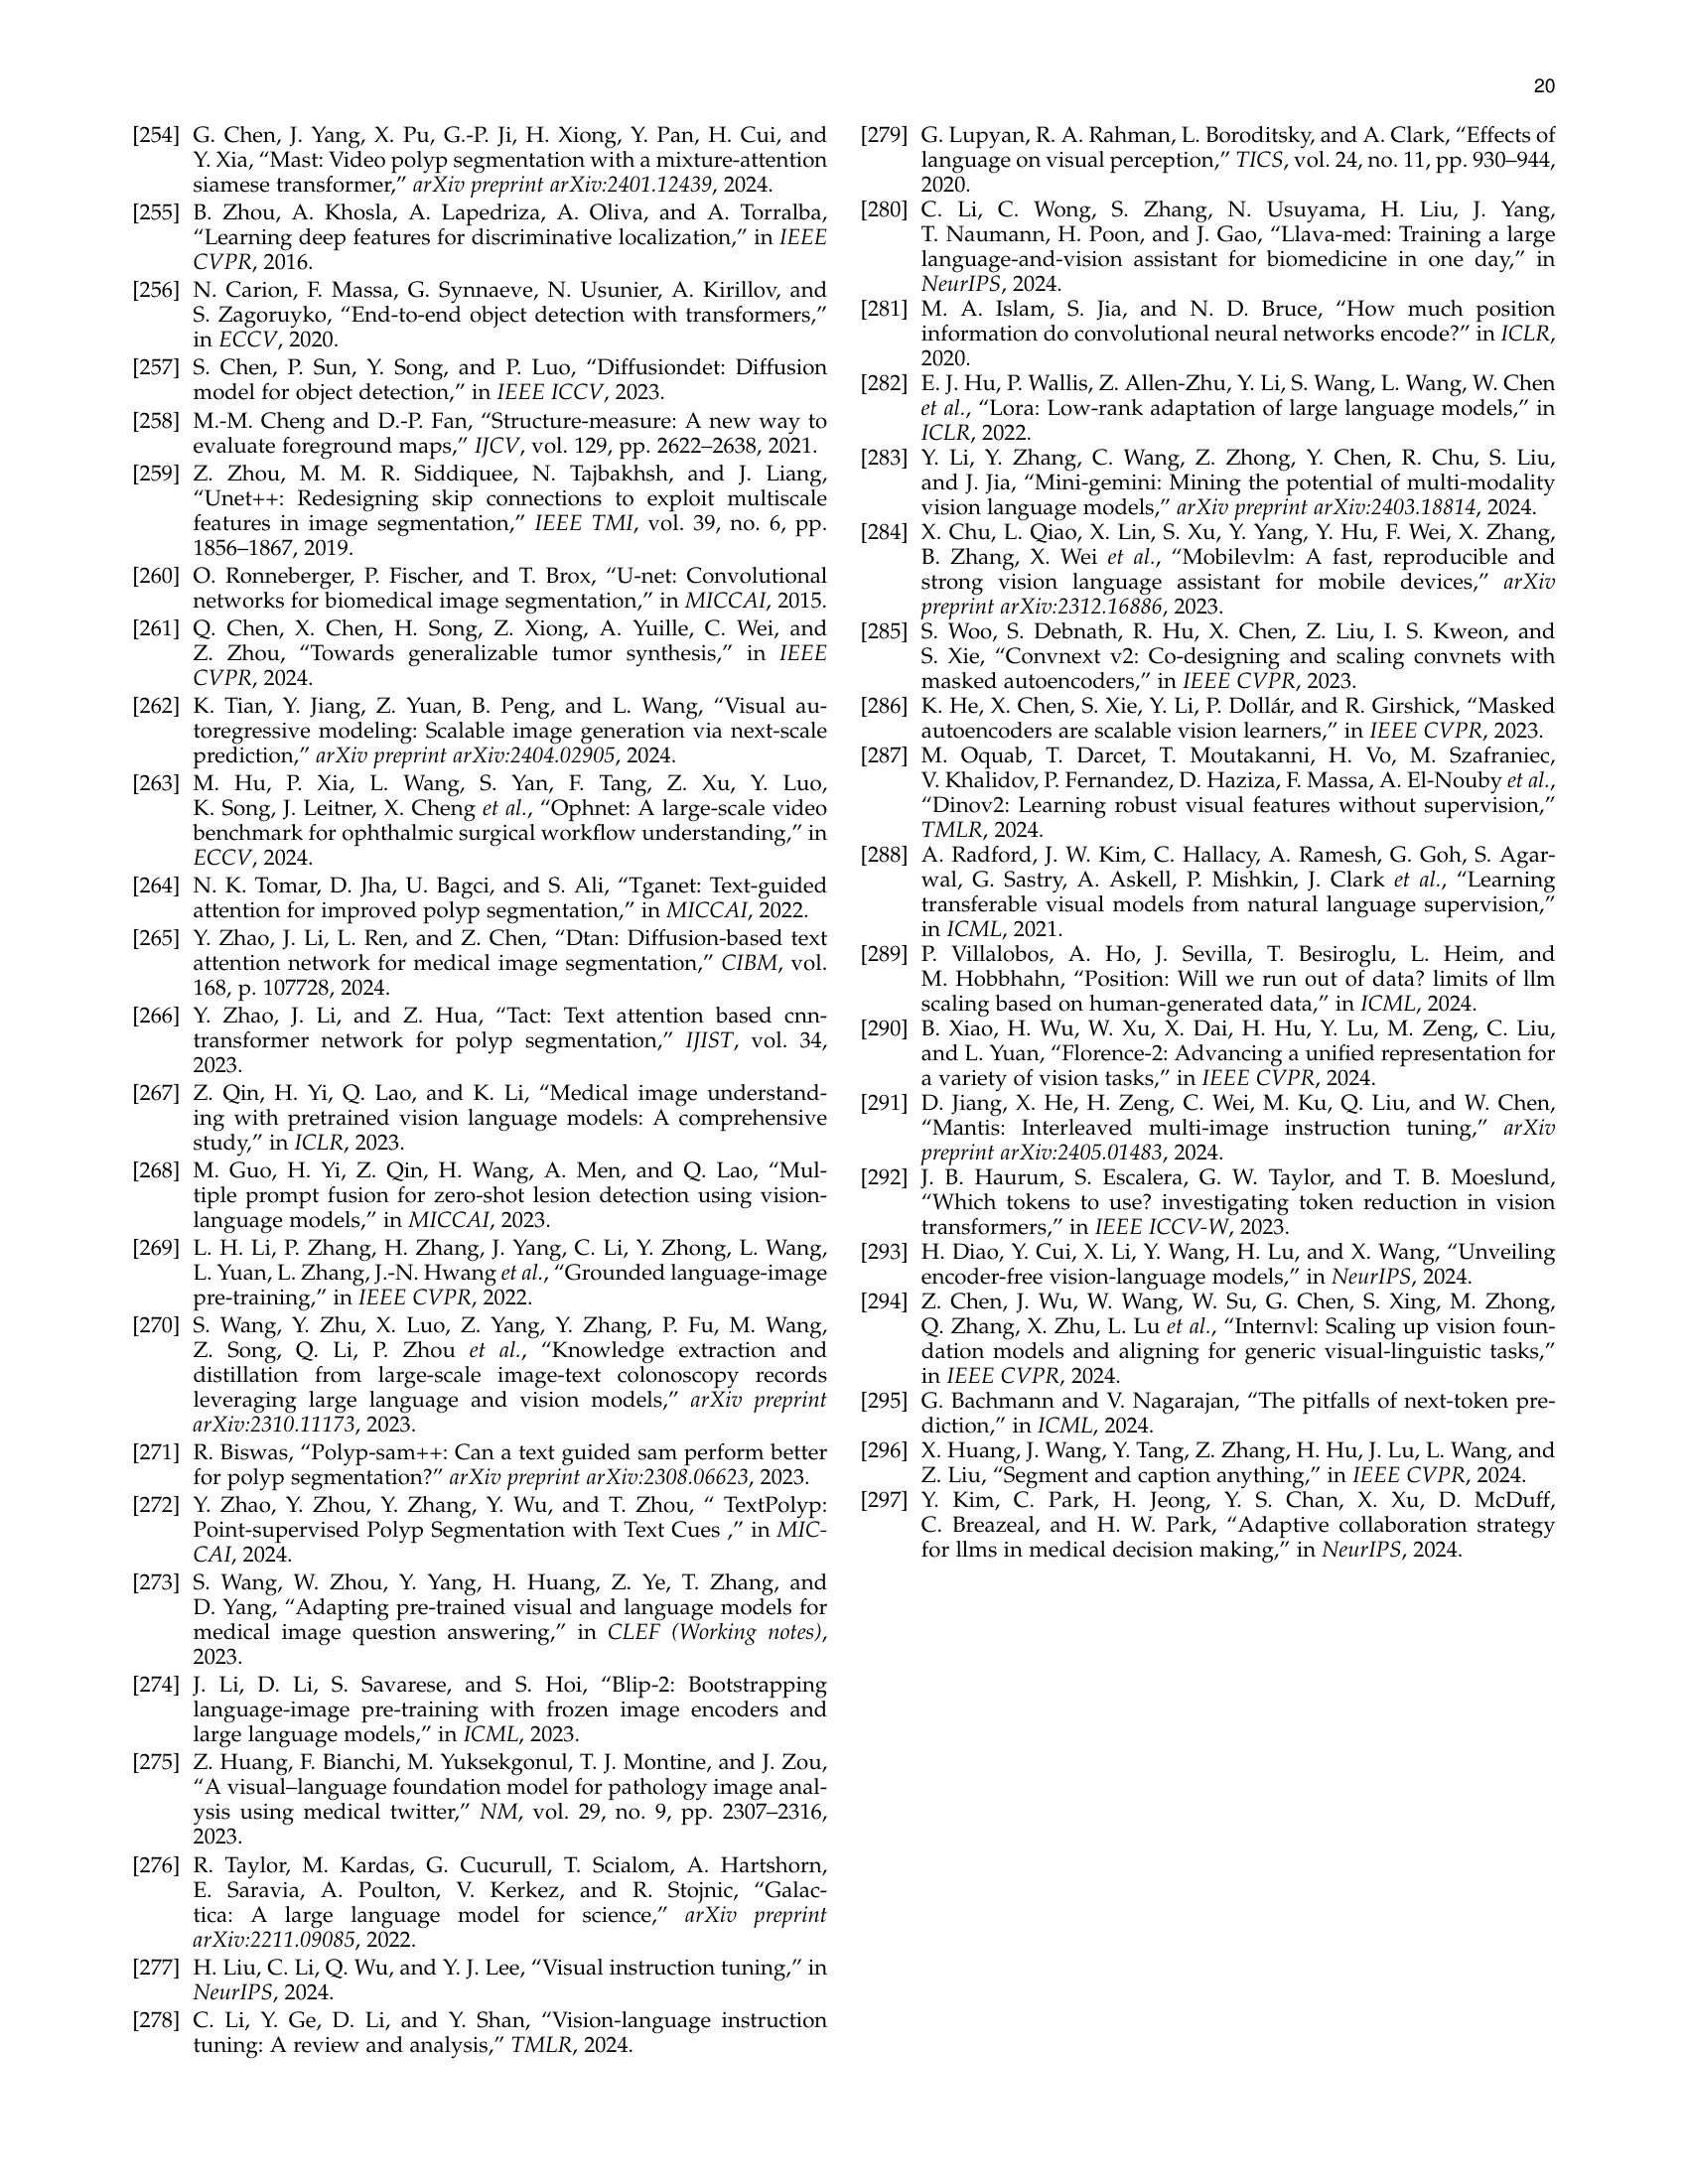 20
[254] G. Chen, J. Yang, X. Pu, G.-P. Ji, H. Xiong, Y. Pan, H. Cui, and
Y. Xia, “Mast: Video polyp segmentation with a mixture-attention
siamese transformer,” arXiv preprint arXiv:2401.12439, 2024.
[255] B. Zhou, A. Khosla, A. Lapedriza, A. Oliva, and A. Torralba,
“Learning deep features for discriminative localization,” in IEEE
CVPR, 2016.
[256] N. Carion, F. Massa, G. Synnaeve, N. Usunier, A. Kirillov, and
S. Zagoruyko, “End-to-end object detection with transformers,”
in ECCV, 2020.
[257] S. Chen, P. Sun, Y. Song, and P. Luo, “Diffusiondet: Diffusion
model for object detection,” in IEEE ICCV, 2023.
[258] M.-M. Cheng and D.-P. Fan, “Structure-measure: A new way to
evaluate foreground maps,” IJCV, vol. 129, pp. 2622–2638, 2021.
[259] Z. Zhou, M. M. R. Siddiquee, N. Tajbakhsh, and J. Liang,
“Unet++: Redesigning skip connections to exploit multiscale
features in image segmentation,” IEEE TMI, vol. 39, no. 6, pp.
1856–1867, 2019.
[260] O. Ronneberger, P. Fischer, and T. Brox, “U-net: Convolutional
networks for biomedical image segmentation,” in MICCAI, 2015.
[261] Q. Chen, X. Chen, H. Song, Z. Xiong, A. Yuille, C. Wei, and
Z. Zhou, “Towards generalizable tumor synthesis,” in IEEE
CVPR, 2024.
[262] K. Tian, Y. Jiang, Z. Yuan, B. Peng, and L. Wang, “Visual au-
toregressive modeling: Scalable image generation via next-scale
prediction,” arXiv preprint arXiv:2404.02905, 2024.
[263] M. Hu, P. Xia, L. Wang, S. Yan, F. Tang, Z. Xu, Y. Luo,
K. Song, J. Leitner, X. Cheng et al., “Ophnet: A large-scale video
benchmark for ophthalmic surgical workflow understanding,” in
ECCV, 2024.
[264] N. K. Tomar, D. Jha, U. Bagci, and S. Ali, “Tganet: Text-guided
attention for improved polyp segmentation,” in MICCAI, 2022.
[265] Y. Zhao, J. Li, L. Ren, and Z. Chen, “Dtan: Diffusion-based text
attention network for medical image segmentation,” CIBM, vol.
168, p. 107728, 2024.
[266] Y. Zhao, J. Li, and Z. Hua, “Tact: Text attention based cnn-
transformer network for polyp segmentation,” IJIST, vol. 34,
2023.
[267] Z. Qin, H. Yi, Q. Lao, and K. Li, “Medical image understand-
ing with pretrained vision language models: A comprehensive
study,” in ICLR, 2023.
[268] M. Guo, H. Yi, Z. Qin, H. Wang, A. Men, and Q. Lao, “Mul-
tiple prompt fusion for zero-shot lesion detection using vision-
language models,” in MICCAI, 2023.
[269] L. H. Li, P. Zhang, H. Zhang, J. Yang, C. Li, Y. Zhong, L. Wang,
L. Yuan, L. Zhang, J.-N. Hwang et al., “Grounded language-image
pre-training,” in IEEE CVPR, 2022.
[270] S. Wang, Y. Zhu, X. Luo, Z. Yang, Y. Zhang, P. Fu, M. Wang,
Z. Song, Q. Li, P. Zhou et al., “Knowledge extraction and
distillation from large-scale image-text colonoscopy records
leveraging large language and vision models,” arXiv preprint
arXiv:2310.11173, 2023.
[271] R. Biswas, “Polyp-sam++: Can a text guided sam perform better
for polyp segmentation?” arXiv preprint arXiv:2308.06623, 2023.
[272] Y. Zhao, Y. Zhou, Y. Zhang, Y. Wu, and T. Zhou, “ TextPolyp:
Point-supervised Polyp Segmentation with Text Cues ,” in MIC-
CAI, 2024.
[273] S. Wang, W. Zhou, Y. Yang, H. Huang, Z. Ye, T. Zhang, and
D. Yang, “Adapting pre-trained visual and language models for
medical image question answering,” in CLEF (Working notes),
2023.
[274] J. Li, D. Li, S. Savarese, and S. Hoi, “Blip-2: Bootstrapping
language-image pre-training with frozen image encoders and
large language models,” in ICML, 2023.
[275] Z. Huang, F. Bianchi, M. Yuksekgonul, T. J. Montine, and J. Zou,
“A visual–language foundation model for pathology image anal-
ysis using medical twitter,” NM, vol. 29, no. 9, pp. 2307–2316,
2023.
[276] R. Taylor, M. Kardas, G. Cucurull, T. Scialom, A. Hartshorn,
E. Saravia, A. Poulton, V. Kerkez, and R. Stojnic, “Galac-
tica: A large language model for science,” arXiv preprint
arXiv:2211.09085, 2022.
[277] H. Liu, C. Li, Q. Wu, and Y. J. Lee, “Visual instruction tuning,” in
NeurIPS, 2024.
[278] C. Li, Y. Ge, D. Li, and Y. Shan, “Vision-language instruction
tuning: A review and analysis,” TMLR, 2024.
[279] G. Lupyan, R. A. Rahman, L. Boroditsky, and A. Clark, “Effects of
language on visual perception,” TICS, vol. 24, no. 11, pp. 930–944,
2020.
[280] C. Li, C. Wong, S. Zhang, N. Usuyama, H. Liu, J. Yang,
T. Naumann, H. Poon, and J. Gao, “Llava-med: Training a large
language-and-vision assistant for biomedicine in one day,” in
NeurIPS, 2024.
[281] M. A. Islam, S. Jia, and N. D. Bruce, “How much position
information do convolutional neural networks encode?” in ICLR,
2020.
[282] E. J. Hu, P. Wallis, Z. Allen-Zhu, Y. Li, S. Wang, L. Wang, W. Chen
et al., “Lora: Low-rank adaptation of large language models,” in
ICLR, 2022.
[283] Y. Li, Y. Zhang, C. Wang, Z. Zhong, Y. Chen, R. Chu, S. Liu,
and J. Jia, “Mini-gemini: Mining the potential of multi-modality
vision language models,” arXiv preprint arXiv:2403.18814, 2024.
[284] X. Chu, L. Qiao, X. Lin, S. Xu, Y. Yang, Y. Hu, F. Wei, X. Zhang,
B. Zhang, X. Wei et al., “Mobilevlm: A fast, reproducible and
strong vision language assistant for mobile devices,” arXiv
preprint arXiv:2312.16886, 2023.
[285] S. Woo, S. Debnath, R. Hu, X. Chen, Z. Liu, I. S. Kweon, and
S. Xie, “Convnext v2: Co-designing and scaling convnets with
masked autoencoders,” in IEEE CVPR, 2023.
[286] K. He, X. Chen, S. Xie, Y. Li, P. Dollár, and R. Girshick, “Masked
autoencoders are scalable vision learners,” in IEEE CVPR, 2023.
[287] M. Oquab, T. Darcet, T. Moutakanni, H. Vo, M. Szafraniec,
V. Khalidov, P. Fernandez, D. Haziza, F. Massa, A. El-Nouby et al.,
“Dinov2: Learning robust visual features without supervision,”
TMLR, 2024.
[288] A. Radford, J. W. Kim, C. Hallacy, A. Ramesh, G. Goh, S. Agar-
wal, G. Sastry, A. Askell, P. Mishkin, J. Clark et al., “Learning
transferable visual models from natural language supervision,”
in ICML, 2021.
[289] P. Villalobos, A. Ho, J. Sevilla, T. Besiroglu, L. Heim, and
M. Hobbhahn, “Position: Will we run out of data? limits of llm
scaling based on human-generated data,” in ICML, 2024.
[290] B. Xiao, H. Wu, W. Xu, X. Dai, H. Hu, Y. Lu, M. Zeng, C. Liu,
and L. Yuan, “Florence-2: Advancing a unified representation for
a variety of vision tasks,” in IEEE CVPR, 2024.
[291] D. Jiang, X. He, H. Zeng, C. Wei, M. Ku, Q. Liu, and W. Chen,
“Mantis: Interleaved multi-image instruction tuning,” arXiv
preprint arXiv:2405.01483, 2024.
[292] J. B. Haurum, S. Escalera, G. W. Taylor, and T. B. Moeslund,
“Which tokens to use? investigating token reduction in vision
transformers,” in IEEE ICCV-W, 2023.
[293] H. Diao, Y. Cui, X. Li, Y. Wang, H. Lu, and X. Wang, “Unveiling
encoder-free vision-language models,” in NeurIPS, 2024.
[294] Z. Chen, J. Wu, W. Wang, W. Su, G. Chen, S. Xing, M. Zhong,
Q. Zhang, X. Zhu, L. Lu et al., “Internvl: Scaling up vision foun-
dation models and aligning for generic visual-linguistic tasks,”
in IEEE CVPR, 2024.
[295] G. Bachmann and V. Nagarajan, “The pitfalls of next-token pre-
diction,” in ICML, 2024.
[296] X. Huang, J. Wang, Y. Tang, Z. Zhang, H. Hu, J. Lu, L. Wang, and
Z. Liu, “Segment and caption anything,” in IEEE CVPR, 2024.
[297] Y. Kim, C. Park, H. Jeong, Y. S. Chan, X. Xu, D. McDuff,
C. Breazeal, and H. W. Park, “Adaptive collaboration strategy
for llms in medical decision making,” in NeurIPS, 2024.